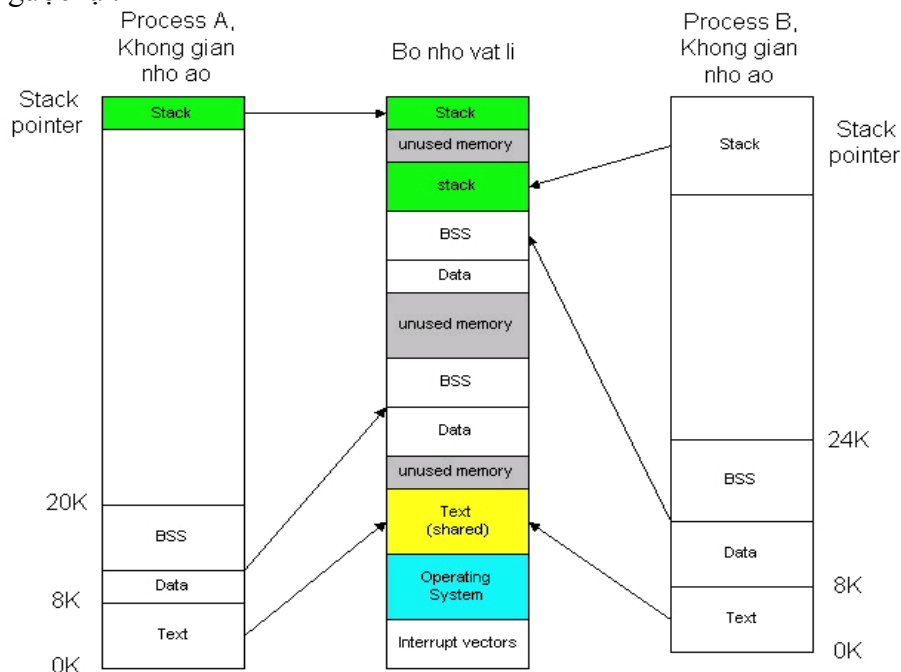 Process A,
Khong gian
nho ao
Bo nho vat li
Process B,
Khong gian
nho ao
Stack
pointer
Stack
20K
BSS
Data
8K
Text
0K
Stack
unused memory
stack
BSS
Data
unused memory
BSS
Data
unused memory
Text
(shared)
Operating
System
Interrupt vectors
Stack
Stack
pointer
24K
BSS
Data
8K
Text
0K